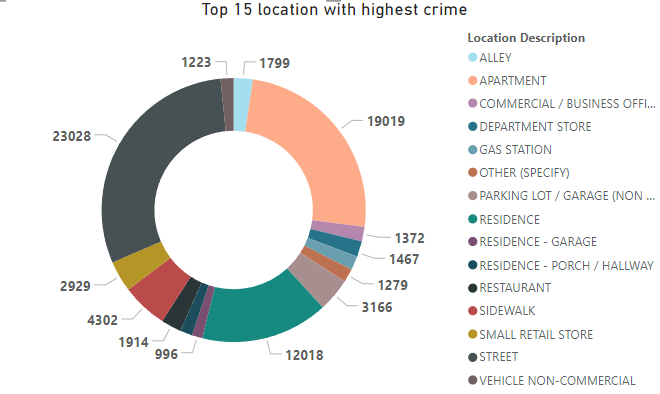 Top 15 location with highest crime
1223
1799
19019
1372
1467
1279
3166
12018
996
1914
4302
2929
23028
Location Description
ALLEY
APARTMENT
COMMERCIAL / BUSINESS OFFI...
DEPARTMENT STORE
GAS STATION
OTHER (SPECIFY)
PARKING LOT / GARAGE (NON ...
RESIDENCE
RESIDENCE - GARAGE
RESIDENCE - PORCH / HALLWAY
RESTAURANT
SIDEWALK
SMALL RETAIL STORE
STREET
VEHICLE NON-COMMERCIAL